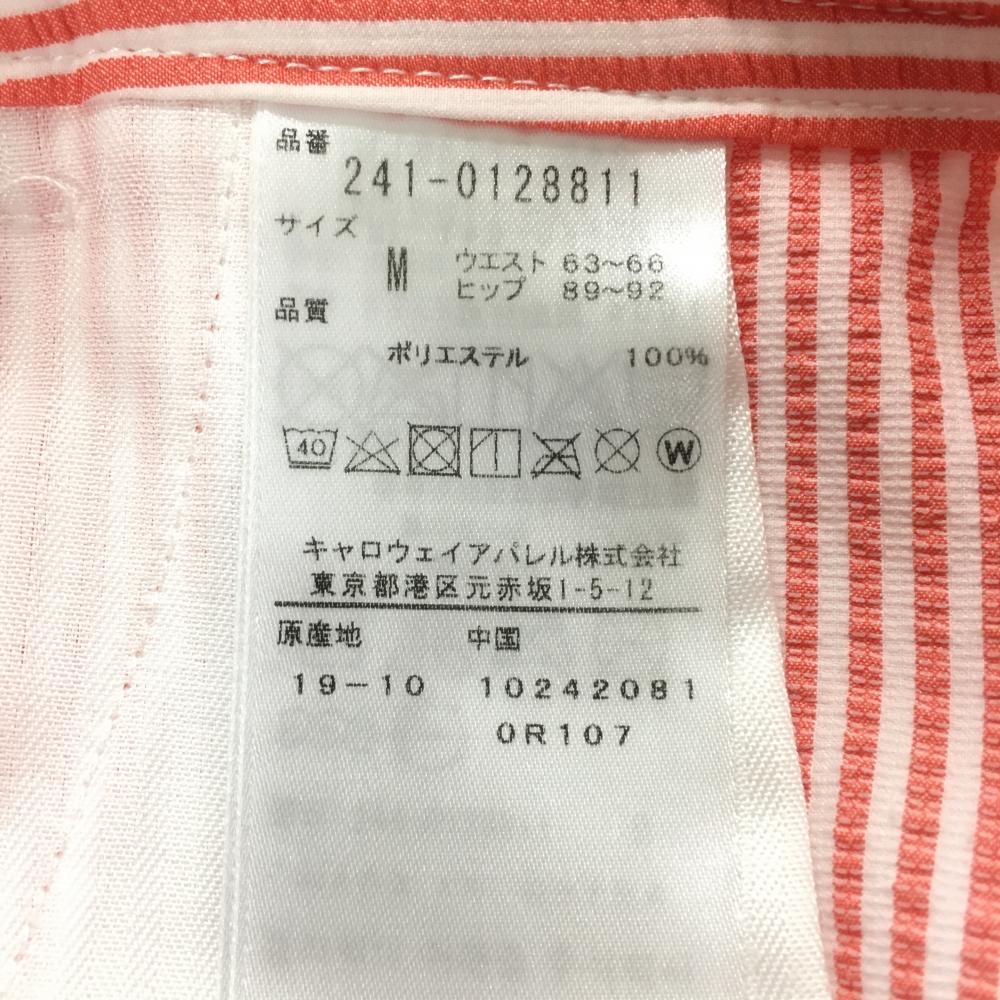 品番
241-0128811
サイズ
M ウエスト 63~66
ヒップ 89~92
品質
ポリエステル 100%
40 W
キャロウェイアパレル株式会社
東京都港区元赤坂1-5-12
原産地 中国
19-10 10242081
0R107